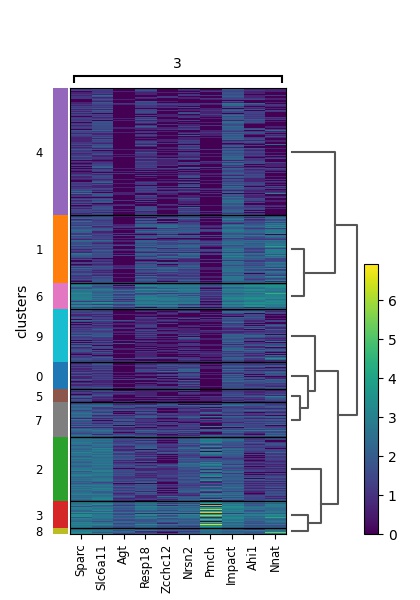 3
4
1
6
9
0
5
7
2
3
8
clusters
6
5
4
3
2
1
0
Sparc
Slc6a11
Agt
Resp18
Zcchc12
Nrsn2
Pmch
Impact
Ahi1
Nnat